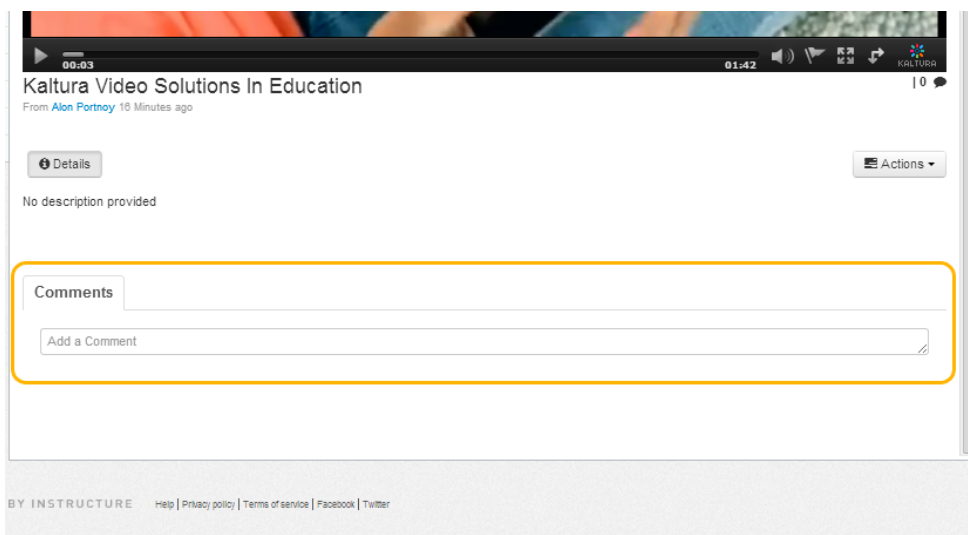 00:03
01:42
KALTURA
Kaltura Video Solutions In Education
| 0
From Alon Portnoy 16 Minutes ago
Details
Actions
No description provided
Comments
Add a Comment
BY INSTRUCTURE Help | Privacy policy | Terms of service | Facebook | Twitter